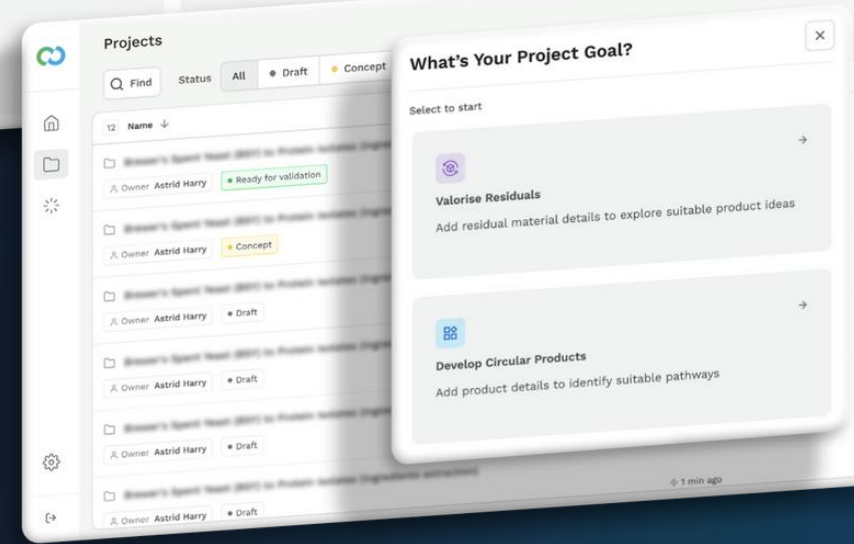 Projects
Find
Status
All
Draft
Concept
12 Name
Owner Astrid Harry
Ready for validation
Owner Astrid Harry
Concept
Owner Astrid Harry
Draft
Owner Astrid Harry
Draft
Owner Astrid Harry
Draft
1 min ago
Owner Astrid Harry
Draft
What's Your Project Goal?
Select to start
Valorise Residuals
Add residual material details to explore suitable product ideas
Develop Circular Products
Add product details to identify suitable pathways